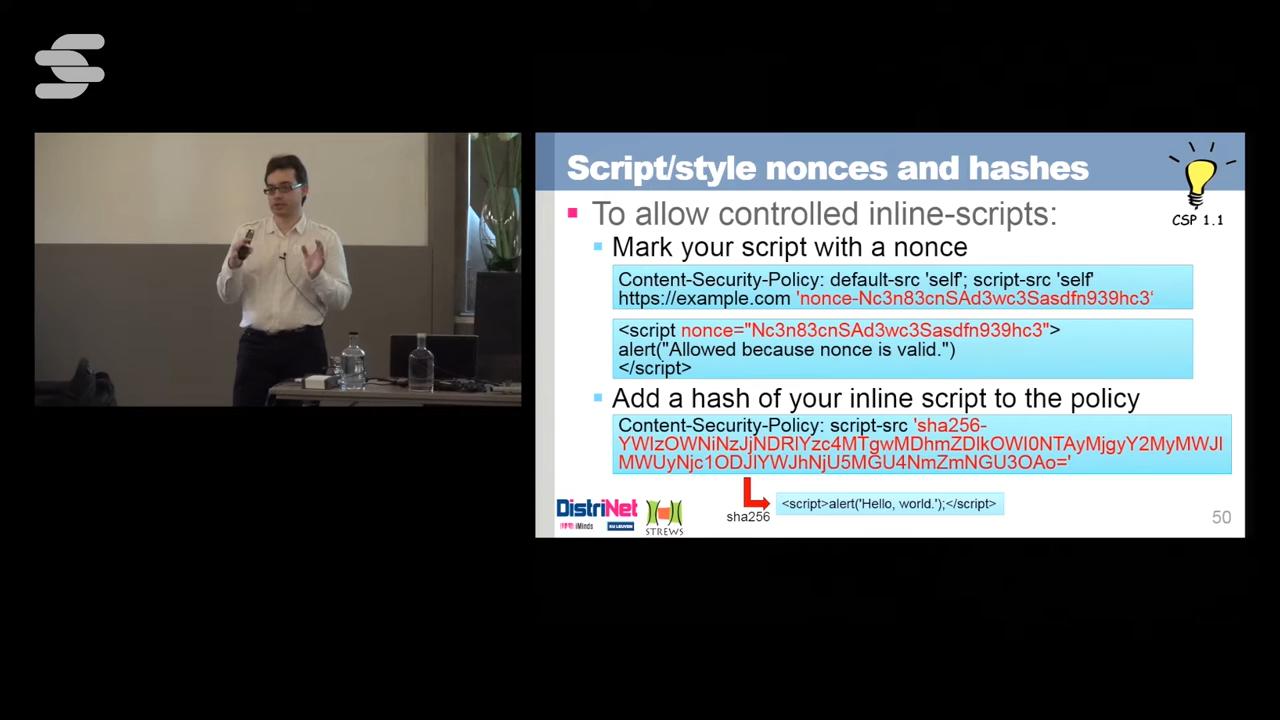 Script/style nonces and hashes
CSP 1.1
To allow controlled inline-scripts:
Mark your script with a nonce
Content-Security-Policy: default-src 'self'; script-src 'self'
https://example.com 'nonce-Nc3n83cnSAd3wc3Sasdfn939hc3'
<script nonce="Nc3n83cnSAd3wc3Sasdfn939hc3">
alert("Allowed because nonce is valid.")
</script>
Add a hash of your inline script to the policy
Content-Security-Policy: script-src 'sha256-
YWIzOWNiNzJjNDRlYzc4MTgwMDhmZDlkOWI0NTAyMjgyY2MyMWJl
MWUyNjc1ODJlYWJhNjU5MGU4NmZmNGU3OAo='
sha256
<script>alert('Hello, world.');</script>
DistriNet
iMinds
KU LEUVEN
STREWS
50